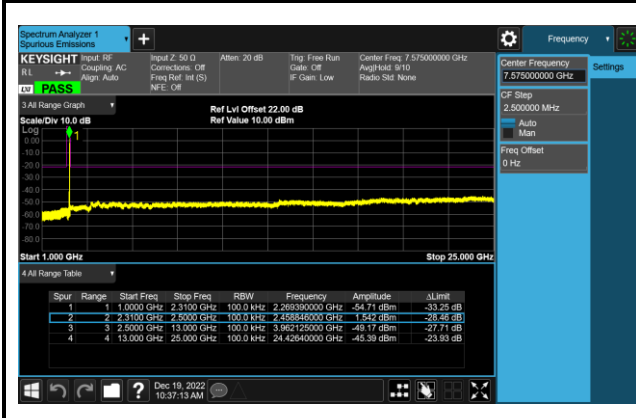 Spectrum Analyzer 1
Spurious Emissions
Frequency
KEYSIGHT Input: RF Input Z: 50 Ω Atten: 20 dB Trig: Free Run Center Freq: 7.575000000 GHz
R L Coupling: AC Corrections: Off Gate: Off Avg|Hold: 9/10
Align: Auto Freq Ref: Int (S) IF Gain: Low Radio Std: None
NFE: Off
LXI PASS
Center Frequency
7.575000000 GHz
Settings
CF Step
2.500000 MHz
Auto
Man
Freq Offset
0 Hz
3 All Range Graph
Ref Lvl Offset 22.00 dB
Scale/Div 10.0 dB Ref Value 10.00 dBm
Log
1
0.00
-10.0
-20.0
-30.0
-40.0
-50.0
-60.0
-70.0
-80.0
Start 1.000 GHz Stop 25.000 GHz
4 All Range Table
Spur Range Start Freq Stop Freq RBW Frequency Amplitude ΔLimit
1 1 1.0000 GHz 2.3100 GHz 100.0 kHz 2.269390000 GHz -54.71 dBm -33.25 dB
2 2 2.3100 GHz 2.5000 GHz 100.0 kHz 2.458846000 GHz 1.542 dBm -28.46 dB
3 3 2.5000 GHz 13.000 GHz 100.0 kHz 3.962125000 GHz -49.17 dBm -27.71 dB
4 4 13.000 GHz 25.000 GHz 100.0 kHz 24.42640000 GHz -45.39 dBm -23.93 dB
? Dec 19, 2022
10:37:13 AM